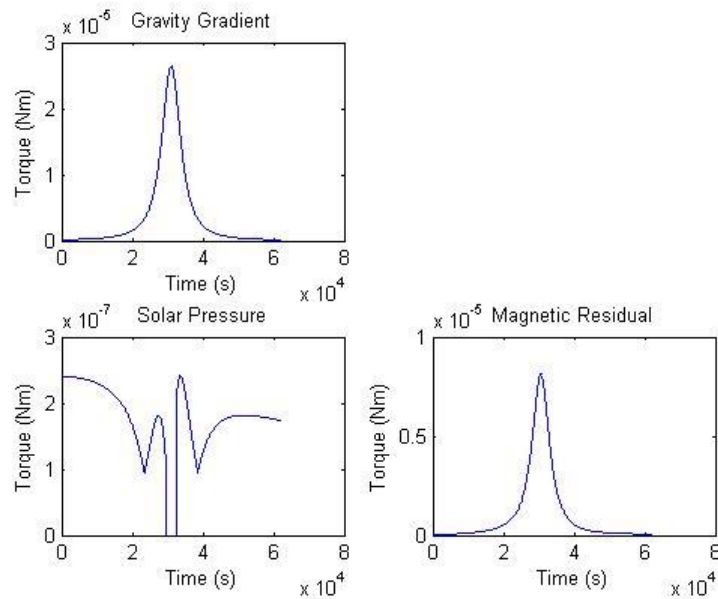 x 10^-5 Gravity Gradient
3
2
1
0
Torque (Nm)
0 2 4 6 8
Time (s)
x 10^4
x 10^-7 Solar Pressure
3
2
1
0
Torque (Nm)
0 2 4 6 8
Time (s)
x 10^4
x 10^-5 Magnetic Residual
1
0.5
0
Torque (Nm)
0 2 4 6 8
Time (s)
x 10^4